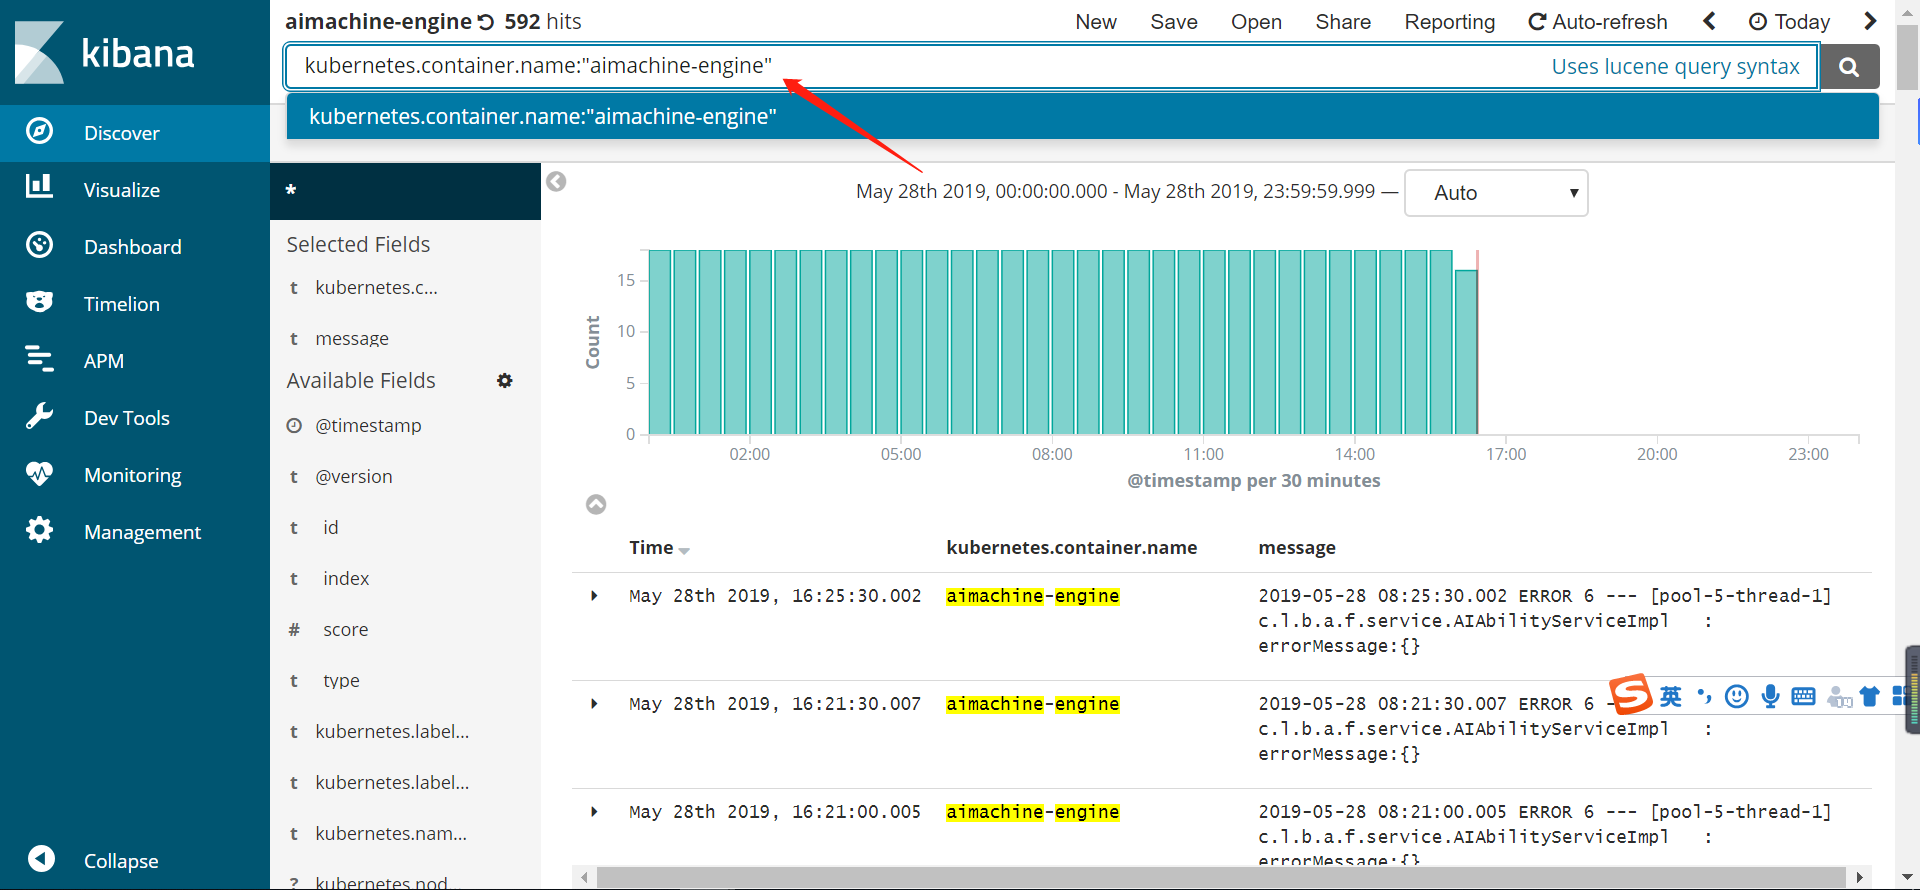 kibana
Discover
Visualize
Dashboard
Timelion
APM
Dev Tools
Monitoring
Management
Collapse
aimachine-engine 592 hits
New Save Open Share Reporting Auto-refresh Today
kubernetes.container.name:"aimachine-engine" Uses lucene query syntax
kubernetes.container.name:"aimachine-engine"
*
Selected Fields
t kubernetes.c...
t message
Available Fields
@timestamp
t @version
t id
t index
# score
t type
t kubernetes.label...
t kubernetes.label...
t kubernetes.nam...
? kubernetes.nod...
May 28th 2019, 00:00:00.000 - May 28th 2019, 23:59:59.999 — Auto
Count
15
10
5
0
02:00 05:00 08:00 11:00 14:00 17:00 20:00 23:00
@timestamp per 30 minutes
Time kubernetes.container.name message
May 28th 2019, 16:25:30.002 aimachine-engine 2019-05-28 08:25:30.002 ERROR 6 --- [pool-5-thread-1]
c.l.b.a.f.service.AIAbilityServiceImpl :
errorMessage:{}
May 28th 2019, 16:21:30.007 aimachine-engine 2019-05-28 08:21:30.007 ERROR 6 -
c.l.b.a.f.service.AIAbilityServiceImpl :
errorMessage:{}
May 28th 2019, 16:21:00.005 aimachine-engine 2019-05-28 08:21:00.005 ERROR 6 --- [pool-5-thread-1]
c.l.b.a.f.service.AIAbilityServiceImpl :
errorMessage:{}
S 英